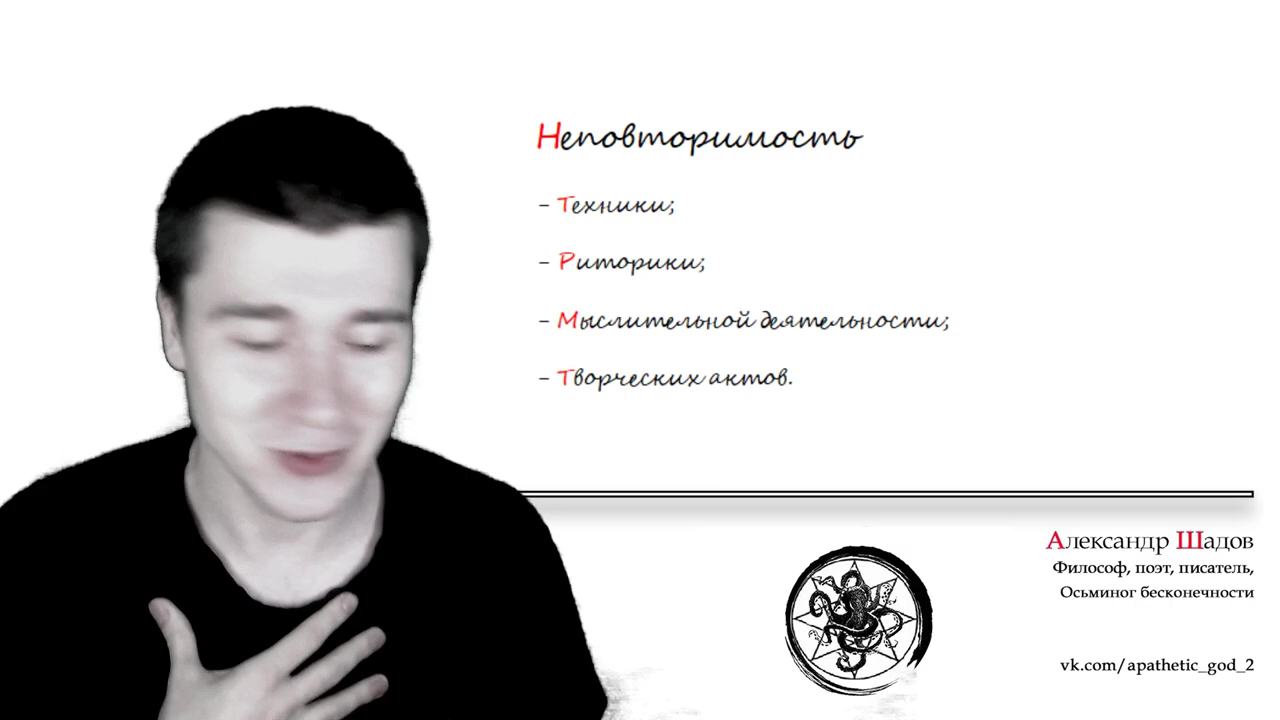 Неповторимость
- Техники;
- Риторики;
- Мыслительной деятельности;
- Творческих актов.
Александр Шадов
Философ, поэт, писатель,
Осьминог бесконечности
vk.com/apathetic_god_2